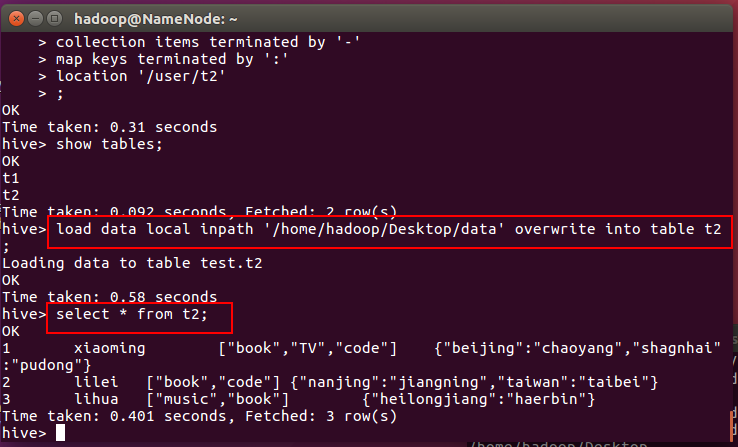 hadoop@NameNode: ~
> collection items terminated by '-'
> map keys terminated by ':'
> location '/user/t2'
> ;
OK
Time taken: 0.31 seconds
hive> show tables;
OK
t1
t2
Time taken: 0.092 seconds, Fetched: 2 row(s)
hive> load data local inpath '/home/hadoop/Desktop/data' overwrite into table t2
;
Loading data to table test.t2
OK
Time taken: 0.58 seconds
hive> select * from t2;
OK
1 xiaoming ["book","TV","code"] {"beijing":"chaoyang","shagnhai"
:"pudong"}
2 lilei ["book","code"] {"nanjing":"jiangning","taiwan":"taibei"}
3 lihua ["music","book"] {"heilongjiang":"haerbin"}
Time taken: 0.401 seconds, Fetched: 3 row(s)
hive>
/home/hadoop/Desktop